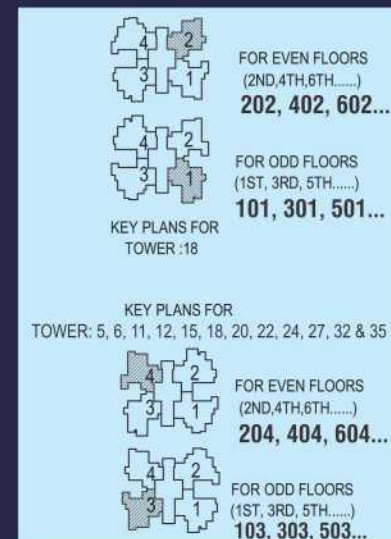 4 2
3 1
FOR EVEN FLOORS
(2ND,4TH,6TH......)
202, 402, 602...
4 2
3 1
FOR ODD FLOORS
(1ST, 3RD, 5TH......)
101, 301, 501...
KEY PLANS FOR
TOWER :18
KEY PLANS FOR
TOWER: 5, 6, 11, 12, 15, 18, 20, 22, 24, 27, 32 & 35
4 2
3 1
FOR EVEN FLOORS
(2ND,4TH,6TH......)
204, 404, 604...
4 2
3 1
FOR ODD FLOORS
(1ST, 3RD, 5TH......)
103, 303, 503...